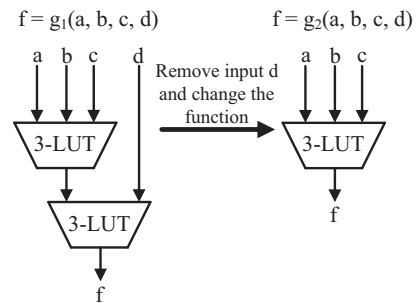 f = g₁(a, b, c, d)
f = g₂(a, b, c, d)
a b c d
Remove input d
and change the
function
a b c
3-LUT
3-LUT
3-LUT
f
f